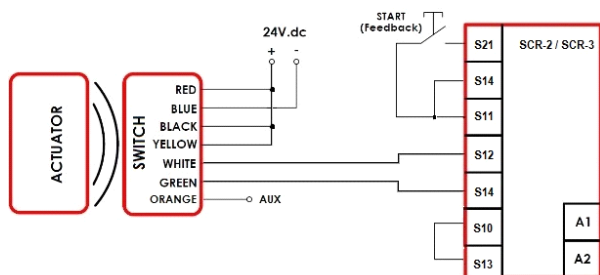 24V.dc
+ -
START
(Feedback)
ACTUATOR
SWITCH
RED
BLUE
BLACK
YELLOW
WHITE
GREEN
ORANGE
AUX
SCR-2 / SCR-3
S21
S14
S11
S12
S14
S10
S13
A1
A2